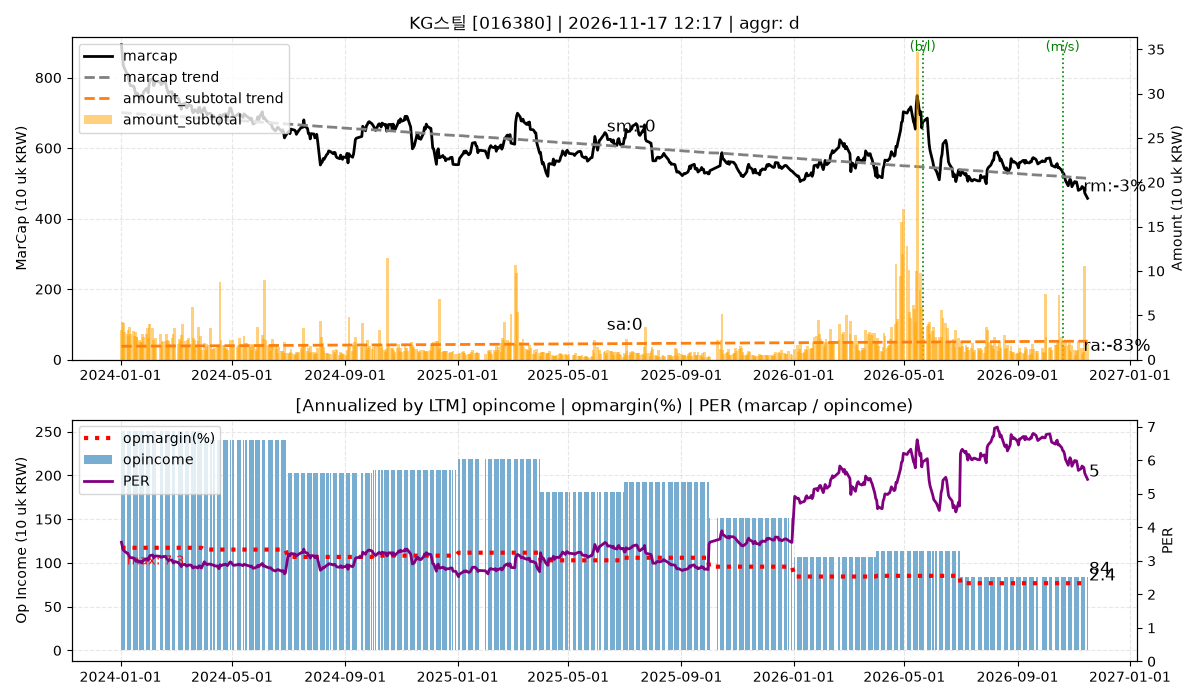 KG스틸 [016380] | 2026-11-17 12:17 | aggr: d
(b/l)
(m/s)
marcap
marcap trend
amount_subtotal trend
amount_subtotal
MarCap (10 uk KRW)
800
600
400
200
0
35
30
25
20
15
10
5
0
Amount (10 uk KRW)
sm:-0
rm:-3%
sa:0
ra:-83%
2024-01-01
2024-05-01
2024-09-01
2025-01-01
2025-05-01
2025-09-01
2026-01-01
2026-05-01
2026-09-01
2027-01-01
[Annualized by LTM] opincome | opmargin(%) | PER (marcap / opincome)
opmargin(%)
opincome
PER
Op Income (10 uk KRW)
250
200
150
100
50
0
7
6
5
4
3
2
1
0
PER
5
84
2.4
2024-01-01
2024-05-01
2024-09-01
2025-01-01
2025-05-01
2025-09-01
2026-01-01
2026-05-01
2026-09-01
2027-01-01